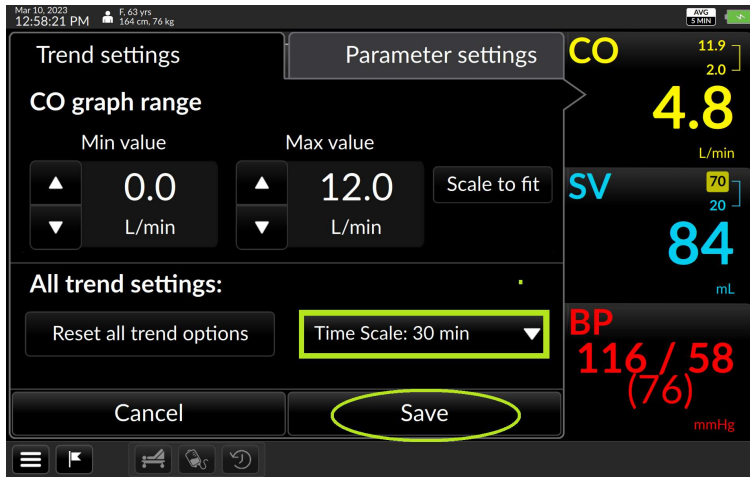 Mar 10, 2023
12:58:21 PM
F, 63 yrs
164 cm, 76 kg
AVG
5 MIN
Trend settings
Parameter settings
CO graph range
Min value
Max value
0.0
L/min
12.0
L/min
Scale to fit
All trend settings:
Reset all trend options
Time Scale: 30 min
Cancel
Save
CO
11.9
2.0
4.8
L/min
SV
70
20
84
mL
BP
116 / 58
(76)
mmHg